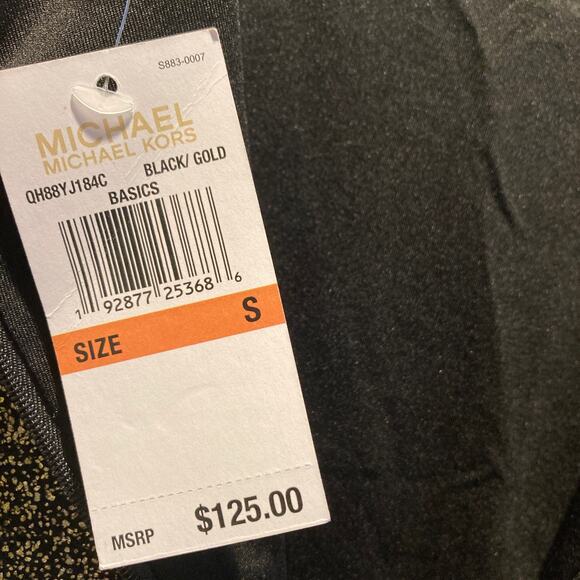 S883-0007
MICHAEL
MICHAEL KORS
QH88YJ184C BLACK/ GOLD
BASICS
1 92877 25368 6
SIZE S
MSRP $125.00